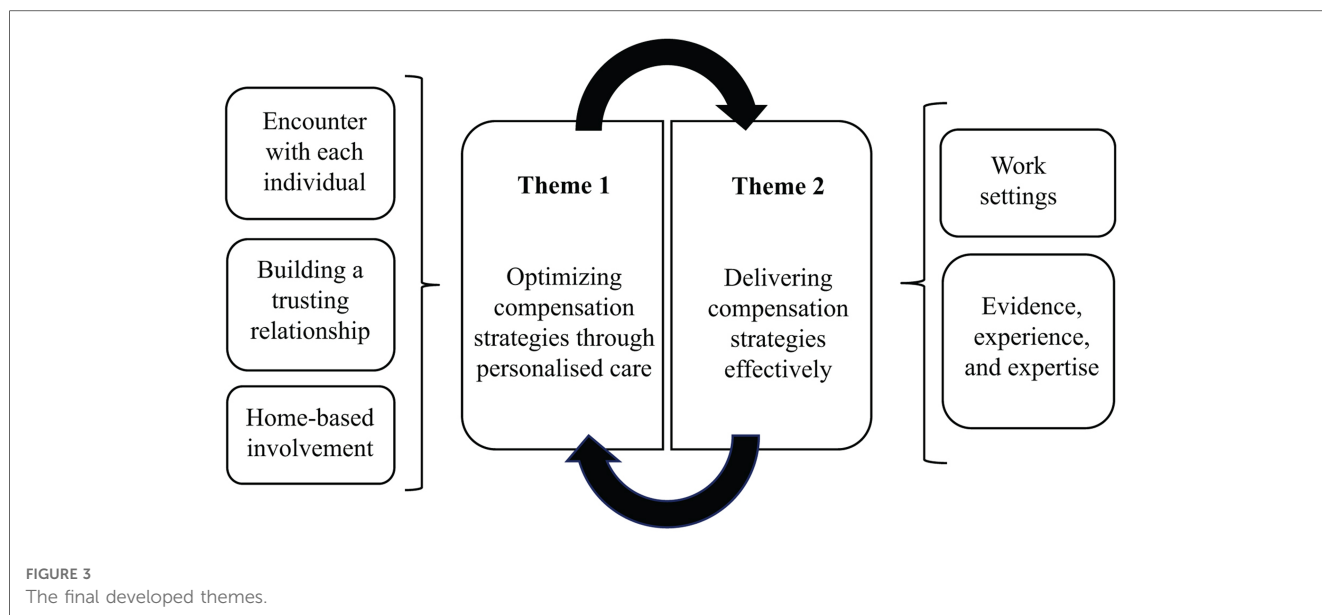 Encounter
with each
individual
Building a
trusting
relationship
Home-based
involvement
Theme 1
Optimizing
compensation
strategies through
personalised care
Theme 2
Delivering
compensation
strategies
effectively
Work
settings
Evidence,
experience,
and expertise
FIGURE 3
The final developed themes.